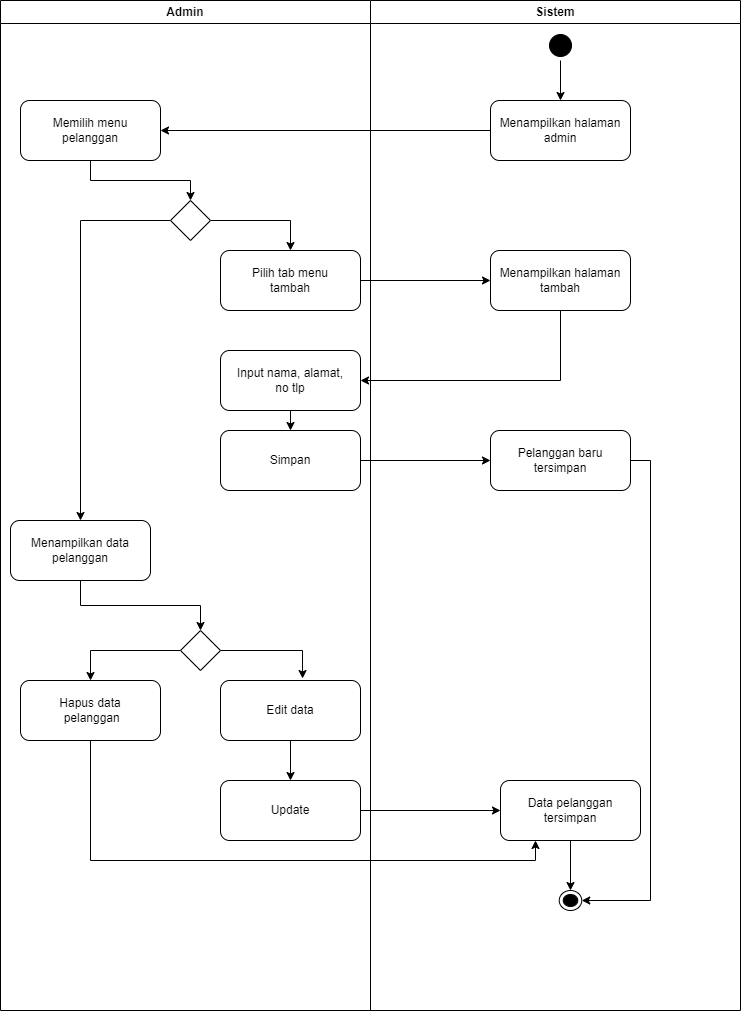 Admin
Sistem
Menampilkan halaman
admin
Memilih menu
pelanggan
Pilih tab menu
tambah
Menampilkan halaman
tambah
Input nama, alamat,
no tlp
Simpan
Pelanggan baru
tersimpan
Menampilkan data
pelanggan
Hapus data
pelanggan
Edit data
Update
Data pelanggan
tersimpan